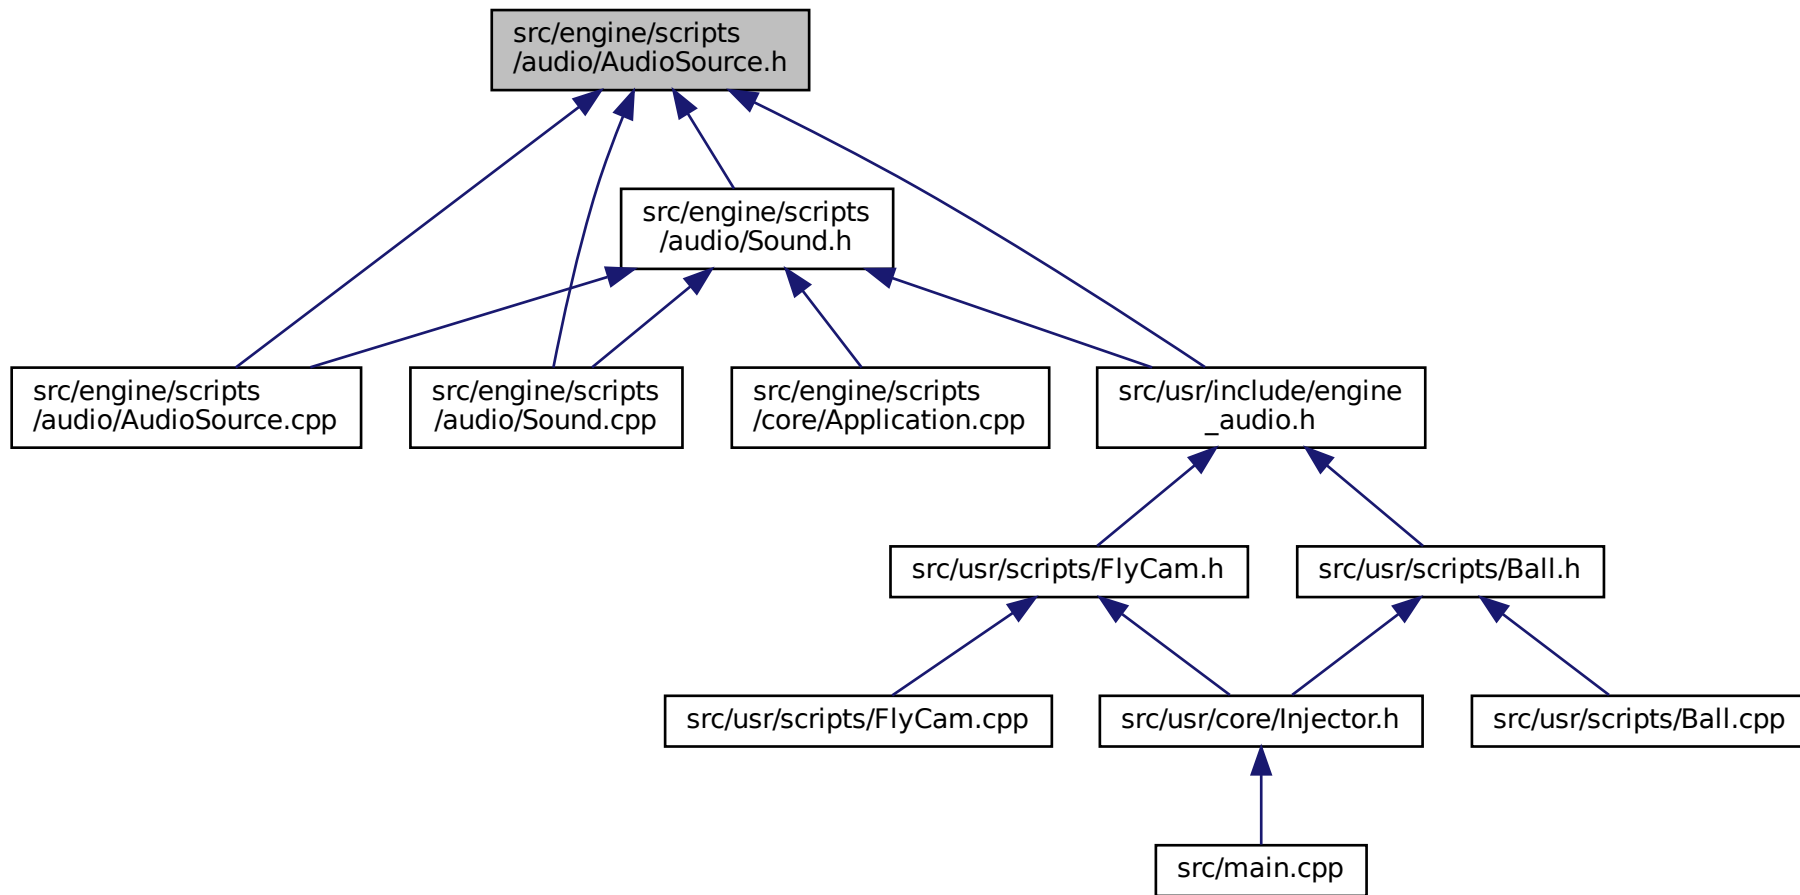 src/engine/scripts
/audio/AudioSource.h
src/engine/scripts
/audio/Sound.h
src/engine/scripts
/audio/AudioSource.cpp
src/engine/scripts
/audio/Sound.cpp
src/engine/scripts
/core/Application.cpp
src/usr/include/engine
_audio.h
src/usr/scripts/FlyCam.h
src/usr/scripts/Ball.h
src/usr/scripts/FlyCam.cpp
src/usr/core/Injector.h
src/usr/scripts/Ball.cpp
src/main.cpp